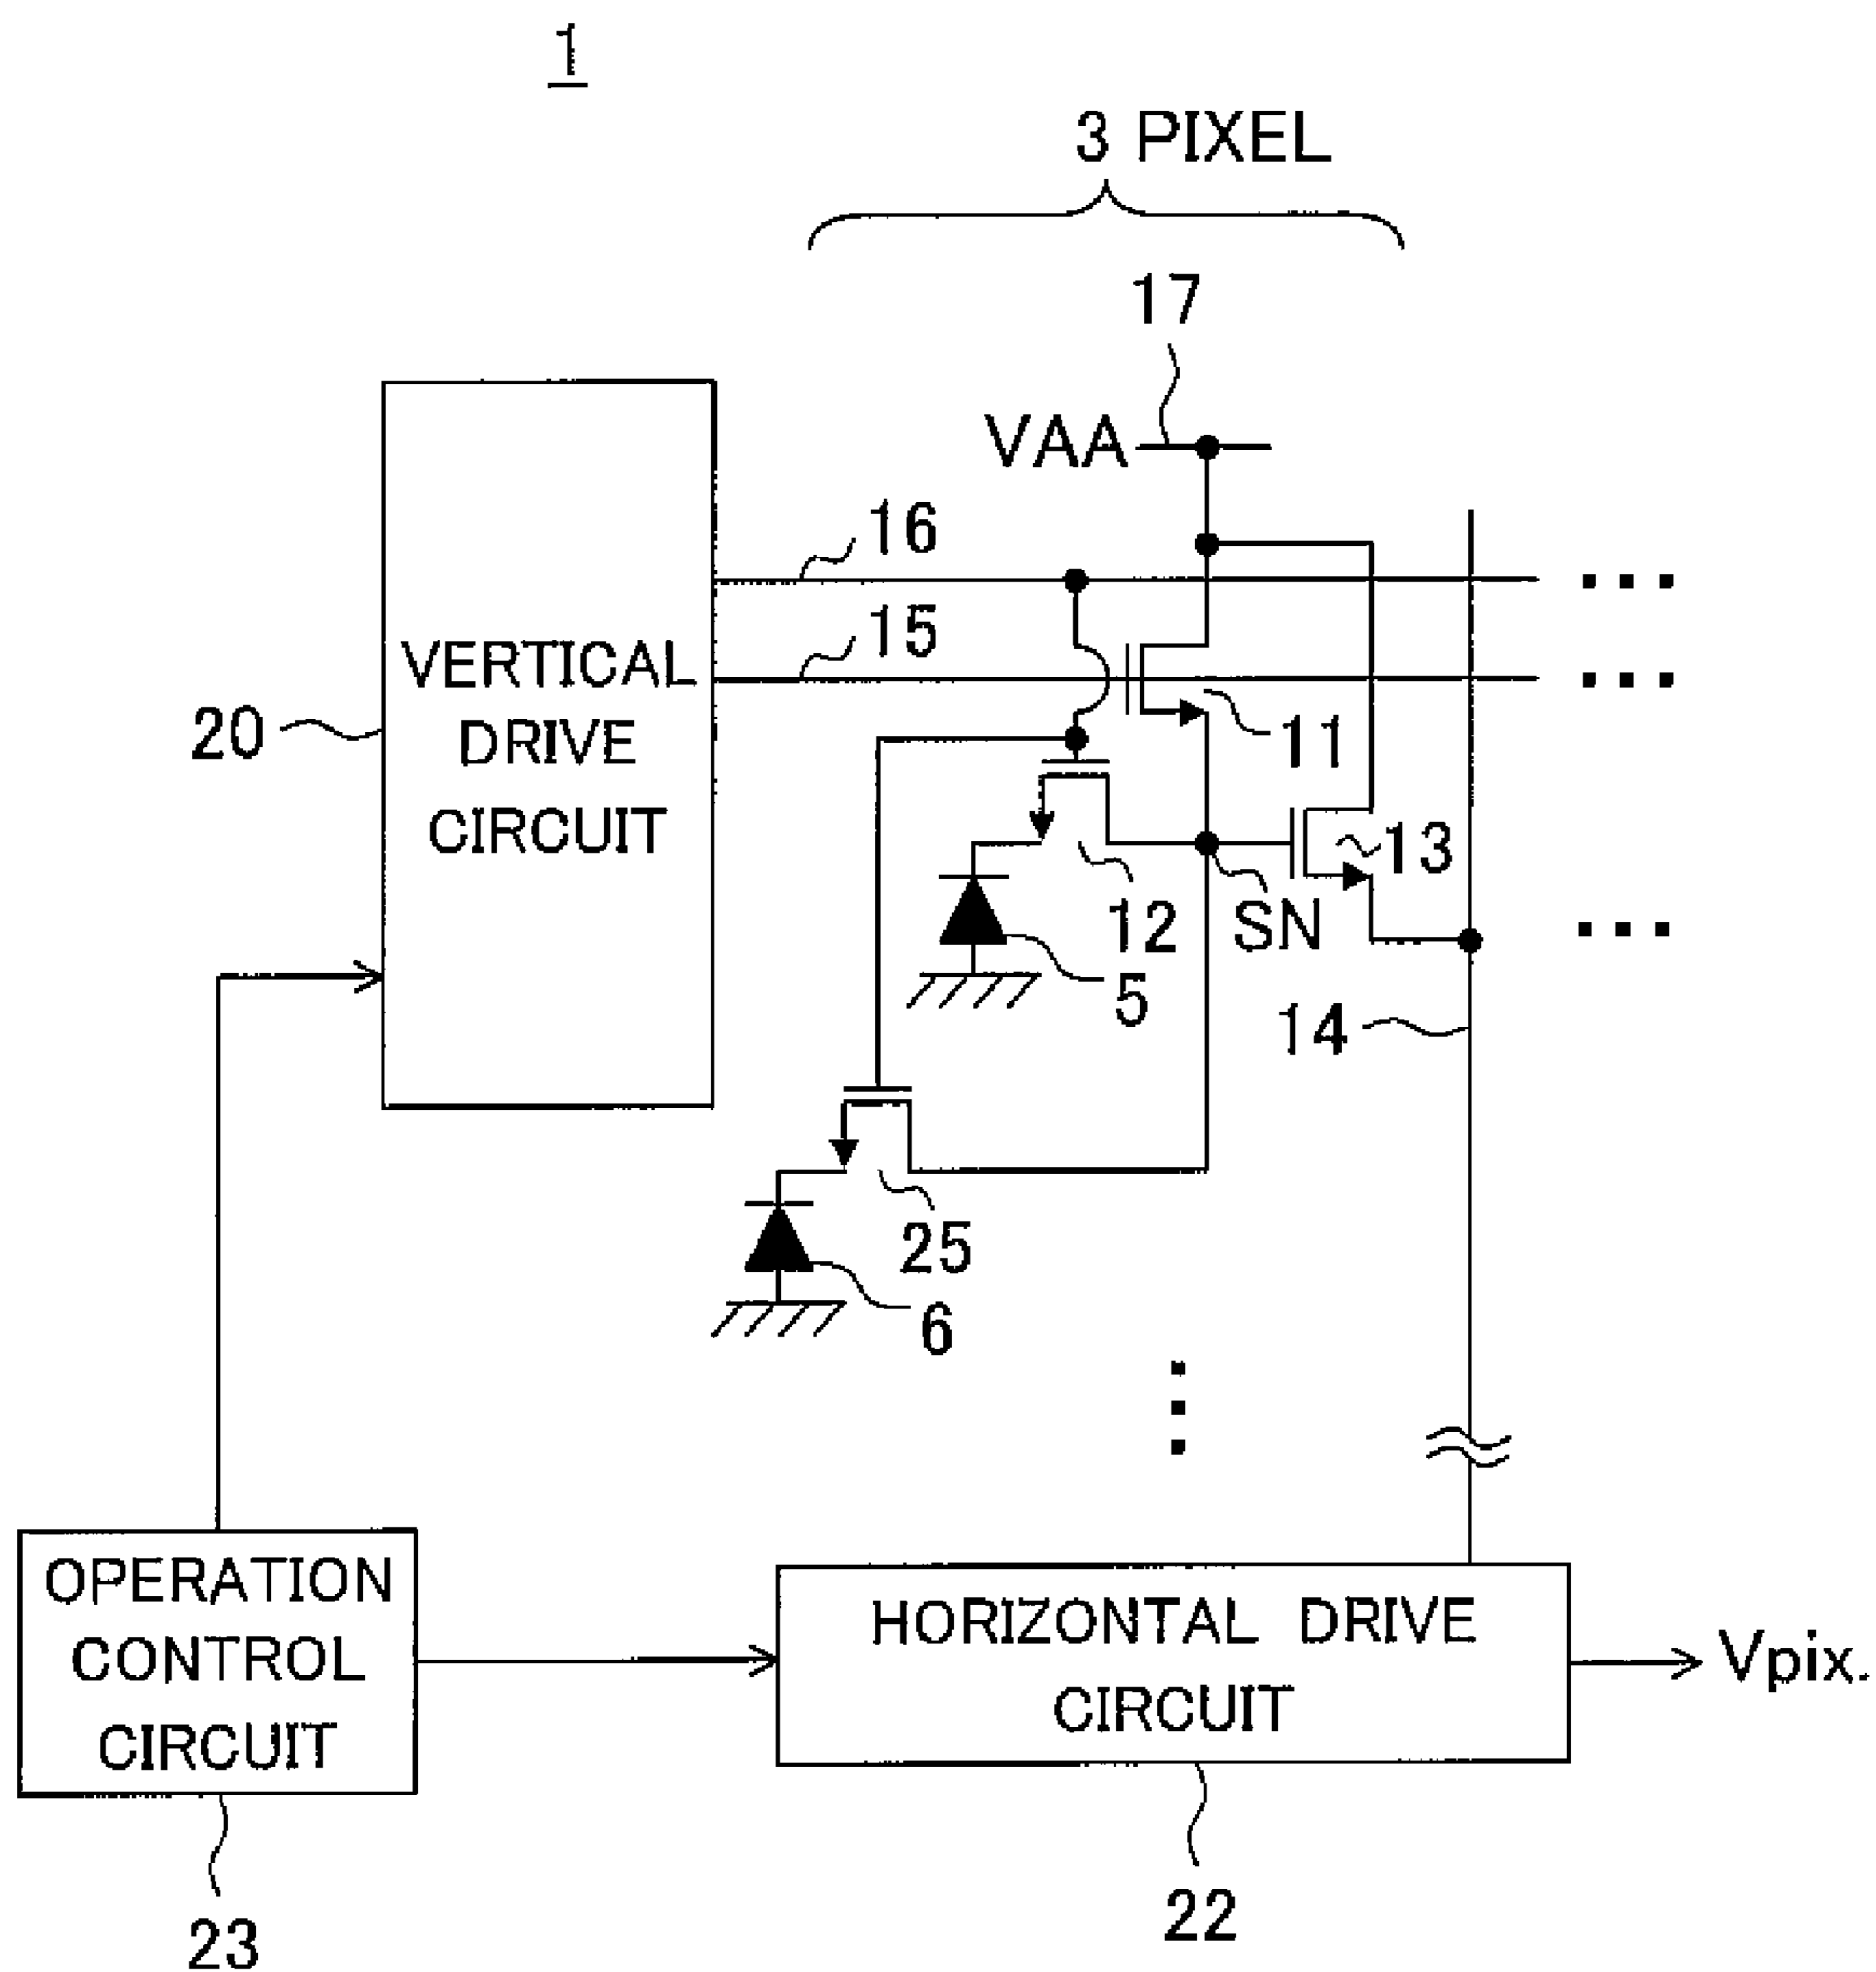 1
3 PIXEL
17
VAA
16
15
VERTICAL
DRIVE
CIRCUIT
20
11
13
12
SN
5
14
25
6
OPERATION
CONTROL
CIRCUIT
HORIZONTAL DRIVE
CIRCUIT
Vpix.
23
22